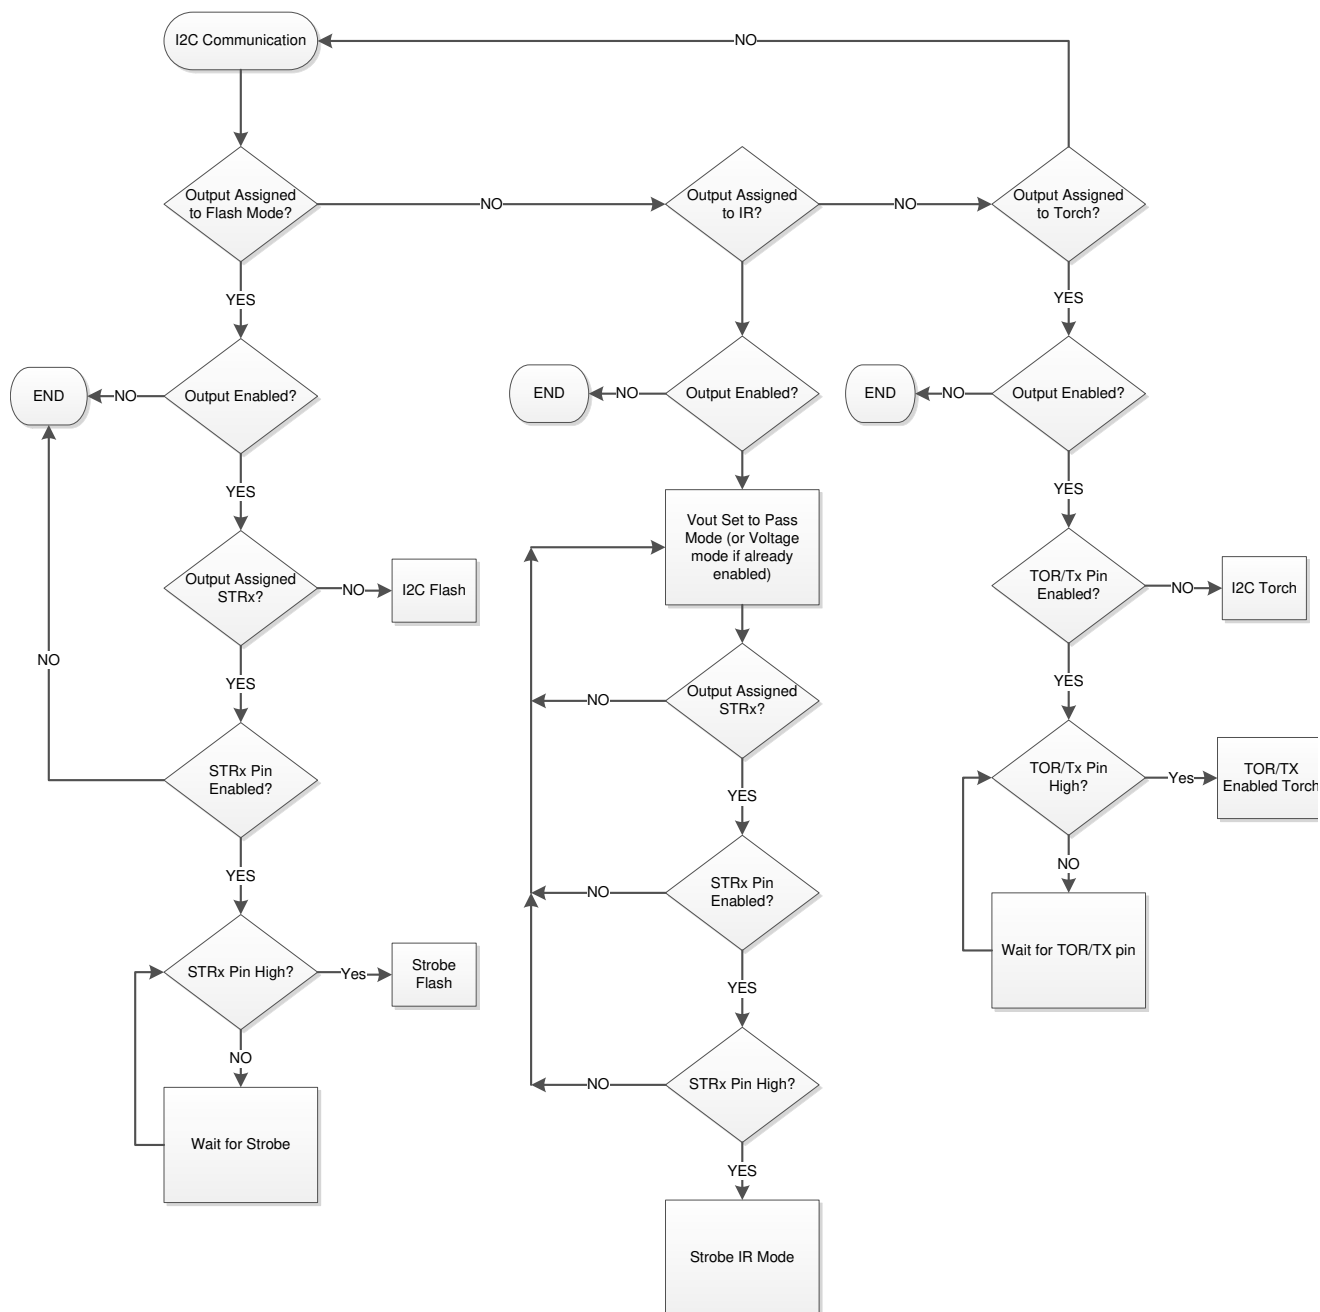 I2C Communication
NO
Output Assigned
to Flash Mode?
NO
Output Assigned
to IR?
NO
Output Assigned
to Torch?
YES
YES
END
NO
Output Enabled?
END
NO
Output Enabled?
END
NO
Output Enabled?
YES
YES
Output Assigned
STRx?
NO
I2C Flash
Vout Set to Pass
Mode (or Voltage
mode if already
enabled)
TOR/Tx Pin
Enabled?
NO
I2C Torch
NO
YES
Output Assigned
STRx?
NO
YES
STRx Pin
Enabled?
YES
TOR/Tx Pin
High?
Yes
TOR/TX
Enabled Torch
YES
STRx Pin
Enabled?
NO
NO
STRx Pin High?
Yes
Strobe
Flash
YES
Wait for TOR/TX pin
NO
STRx Pin High?
NO
Wait for Strobe
YES
Strobe IR Mode